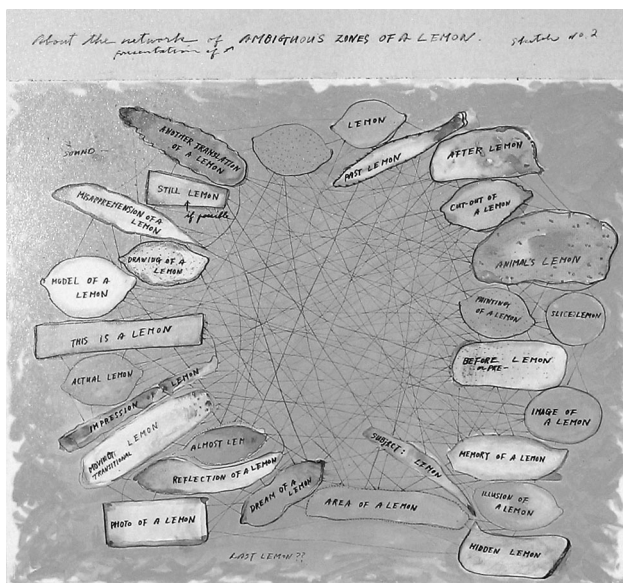 About the network of AMBIGUOUS ZONES OF A LEMON. Sketch no. 2
presentation of
LEMON
ANOTHER TRANSLATION
OF A LEMON
SOUND
PAST LEMON
AFTER LEMON
STILL LEMON
if possible
CUT-OUT OF
A LEMON
MISAPREHENSION OF A
LEMON
ANIMAL'S LEMON
DRAWING OF A
LEMON
MODEL OF A
LEMON
PAINTING
OF A LEMON
SLICE: LEMON
THIS IS A LEMON
BEFORE LEMON
or PRE-
ACTUAL LEMON
IMPRESSION OF A LEMON
IMAGE OF
A LEMON
LEMON
TRANSITIONAL
ALMOST LEM
SUBJECT: LEMON
MEMORY OF A LEMON
REFLECTION OF A LEMON
DREAM OF A
LEMON
AREA OF A LEMON
ILLUSION OF
A LEMON
PHOTO OF A LEMON
HIDDEN LEMON
LAST LEMON??